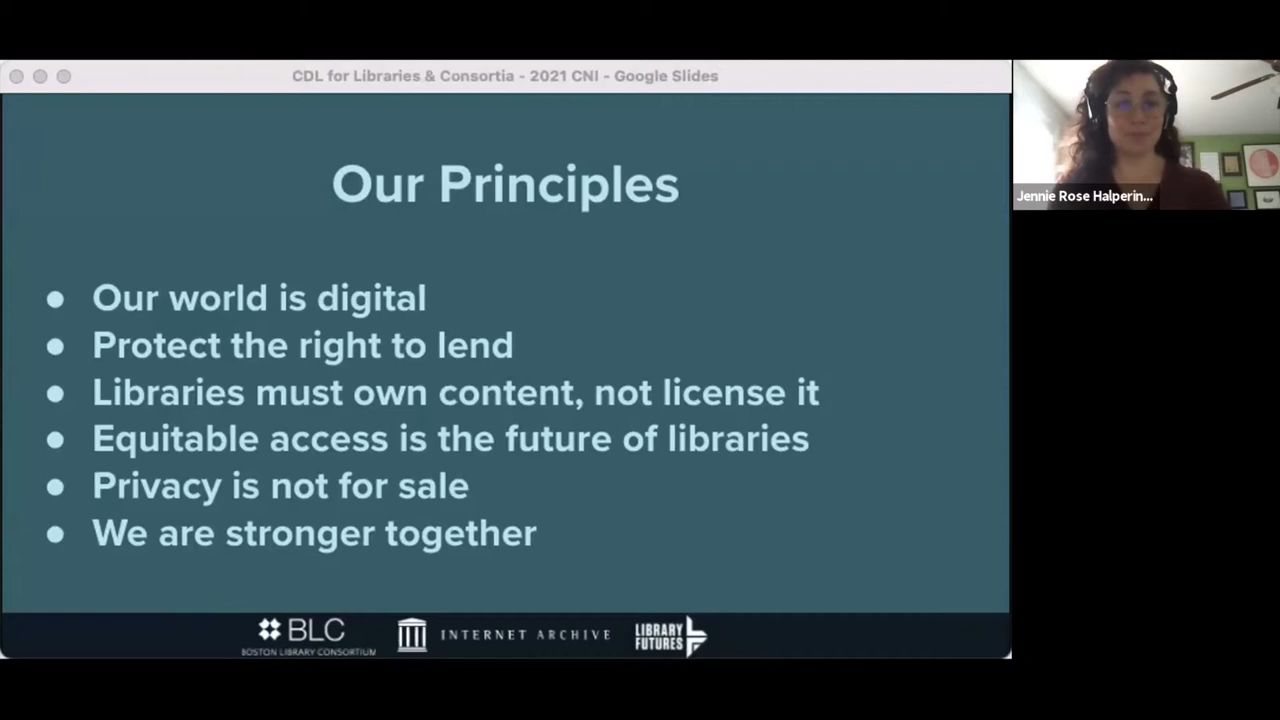 CDL for Libraries & Consortia - 2021 CNI - Google Slides
Our Principles
● Our world is digital
● Protect the right to lend
● Libraries must own content, not license it
● Equitable access is the future of libraries
● Privacy is not for sale
● We are stronger together
BLC
BOSTON LIBRARY CONSORTIUM
INTERNET ARCHIVE
LIBRARY
FUTURES
Jennie Rose Halperin...